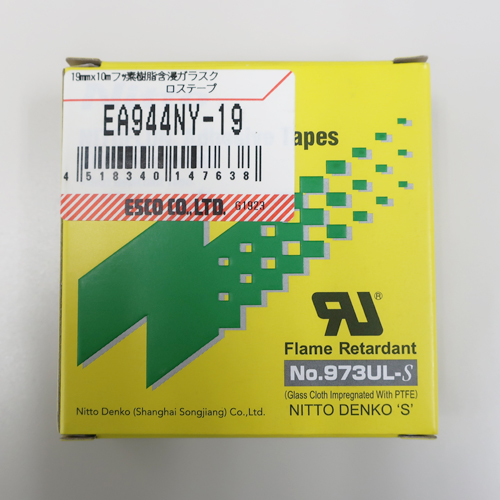 19mm×10mフッ素樹脂含浸ガラスク
ロステープ
EA944NY-19
4 518340 147638
ESCO CO.,LTD. G1923
Tapes
®
Flame Retardant
No.973UL-S
(Glass Cloth Impregnated With PTFE)
NITTO DENKO 'S'
Nitto Denko (Shanghai Songjiang) Co.,Ltd.